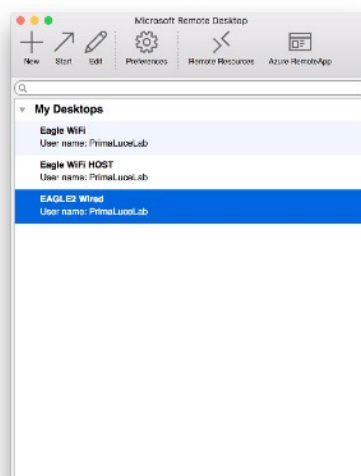 Microsoft Remote Desktop
New Start Edit Preferences Remote Resources Azure RemoteApp
My Desktops
Eagle WiFi
User name: PrimaLuceLab
Eagle WiFi HOST
User name: PrimaLuceLab
EAGLE2 Wired
User name: PrimaLuceLab